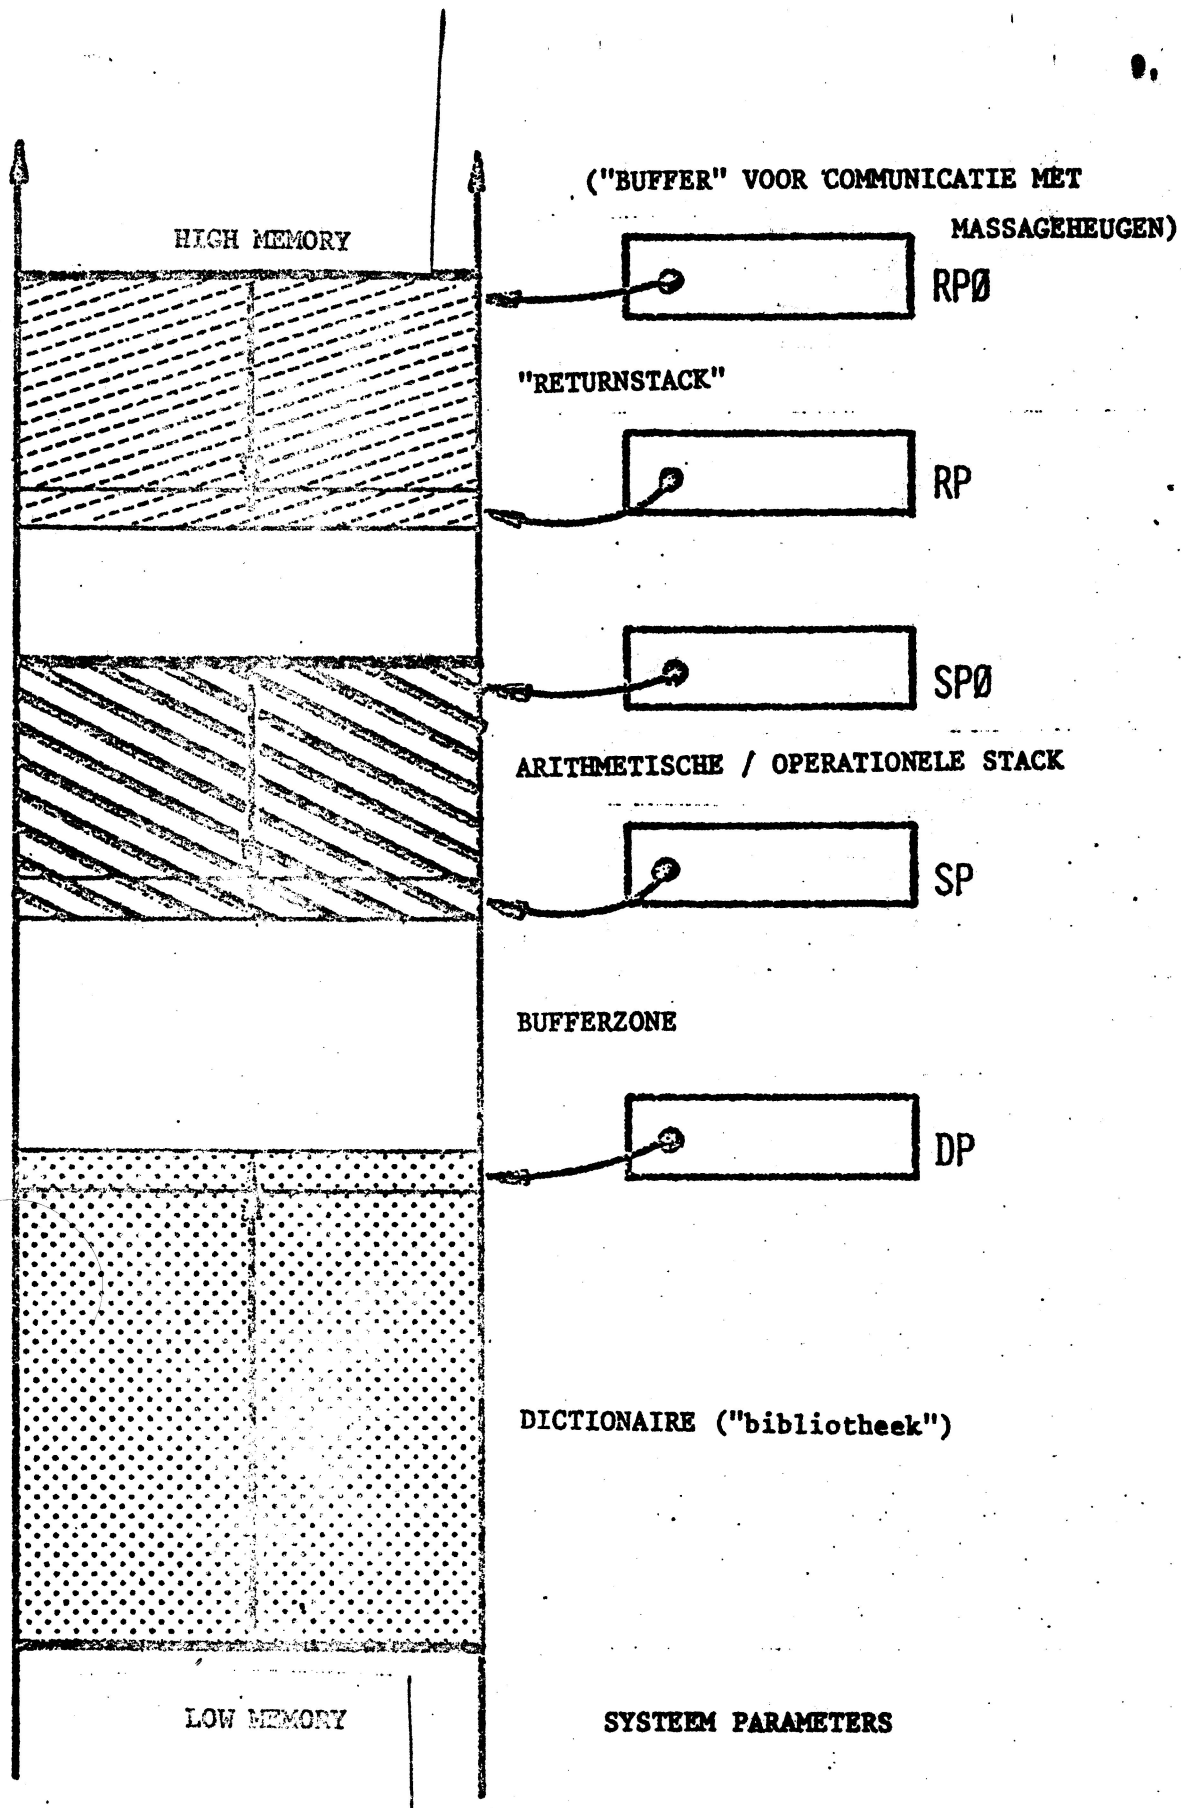 9.
("BUFFER" VOOR COMMUNICATIE MET
MASSAGEHEUGEN)
HIGH MEMORY
RPØ
"RETURNSTACK"
RP
SPØ
ARITHMETISCHE / OPERATIONELE STACK
SP
BUFFERZONE
DP
DICTIONAIRE ("bibliotheek")
LOW MEMORY
SYSTEEM PARAMETERS